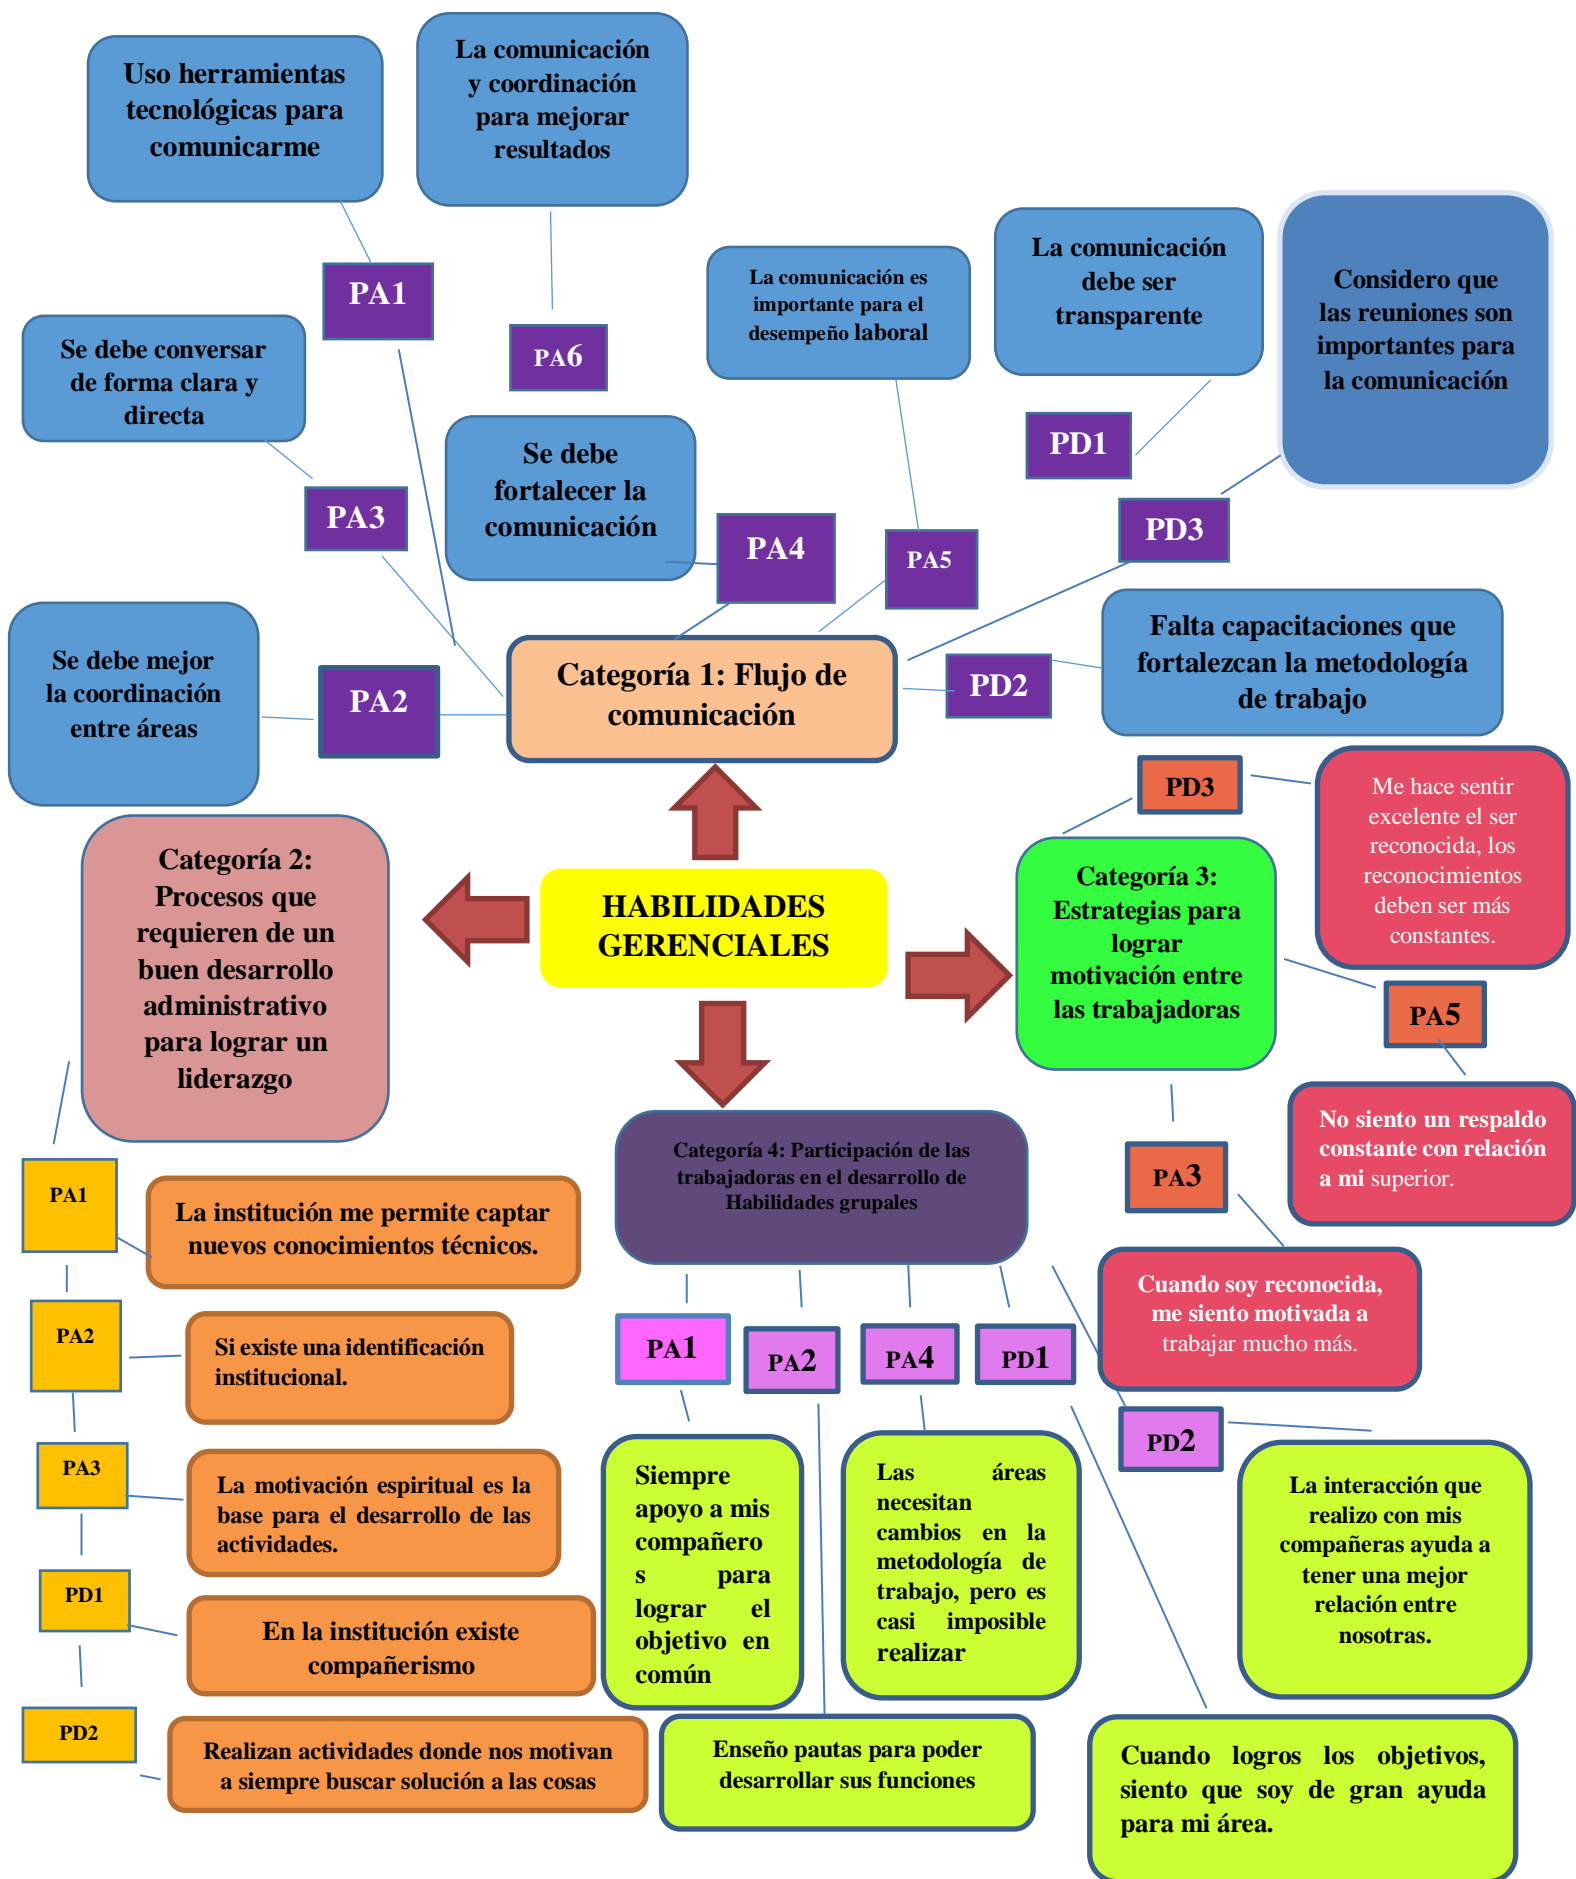 Uso herramientas
tecnológicas para
comunicarme
La comunicación
y coordinación
para mejorar
resultados
La comunicación es
importante para el
desempeño laboral
La comunicación
debe ser
transparente
Considero que
las reuniones son
importantes para
la comunicación
PA1
PA6
Se debe conversar
de forma clara y
directa
PD1
Se debe
fortalecer la
comunicación
PA3
PA4
PA5
PD3
Se debe mejor
la coordinación
entre áreas
PA2
Categoría 1: Flujo de
comunicación
PD2
Falta capacitaciones que
fortalezcan la metodología
de trabajo
PD3
Me hace sentir
excelente el ser
reconocida, los
reconocimientos
deben ser más
constantes.
Categoría 2:
Procesos que
requieren de un
buen desarrollo
administrativo
para lograr un
liderazgo
HABILIDADES
GERENCIALES
Categoría 3:
Estrategias para
lograr
motivación entre
las trabajadoras
PA5
No siento un respaldo
constante con relación
a mi superior.
Categoría 4: Participación de las
trabajadoras en el desarrollo de
Habilidades grupales
PA3
Cuando soy reconocida,
me siento motivada a
trabajar mucho más.
PA1
La institución me permite captar
nuevos conocimientos técnicos.
PA2
Si existe una identificación
institucional.
PA3
La motivación espiritual es la
base para el desarrollo de las
actividades.
PD1
En la institución existe
compañerismo
PD2
Realizan actividades donde nos motivan
a siempre buscar solución a las cosas
PA1
PA2
PA4
PD1
PD2
Siempre
apoyo a mis
compañero
s para
lograr el
objetivo en
común
Las áreas
necesitan
cambios en la
metodología de
trabajo, pero es
casi imposible
realizar
La interacción que
realizo con mis
compañeras ayuda a
tener una mejor
relación entre
nosotras.
Enseño pautas para poder
desarrollar sus funciones
Cuando logros los objetivos,
siento que soy de gran ayuda
para mi área.